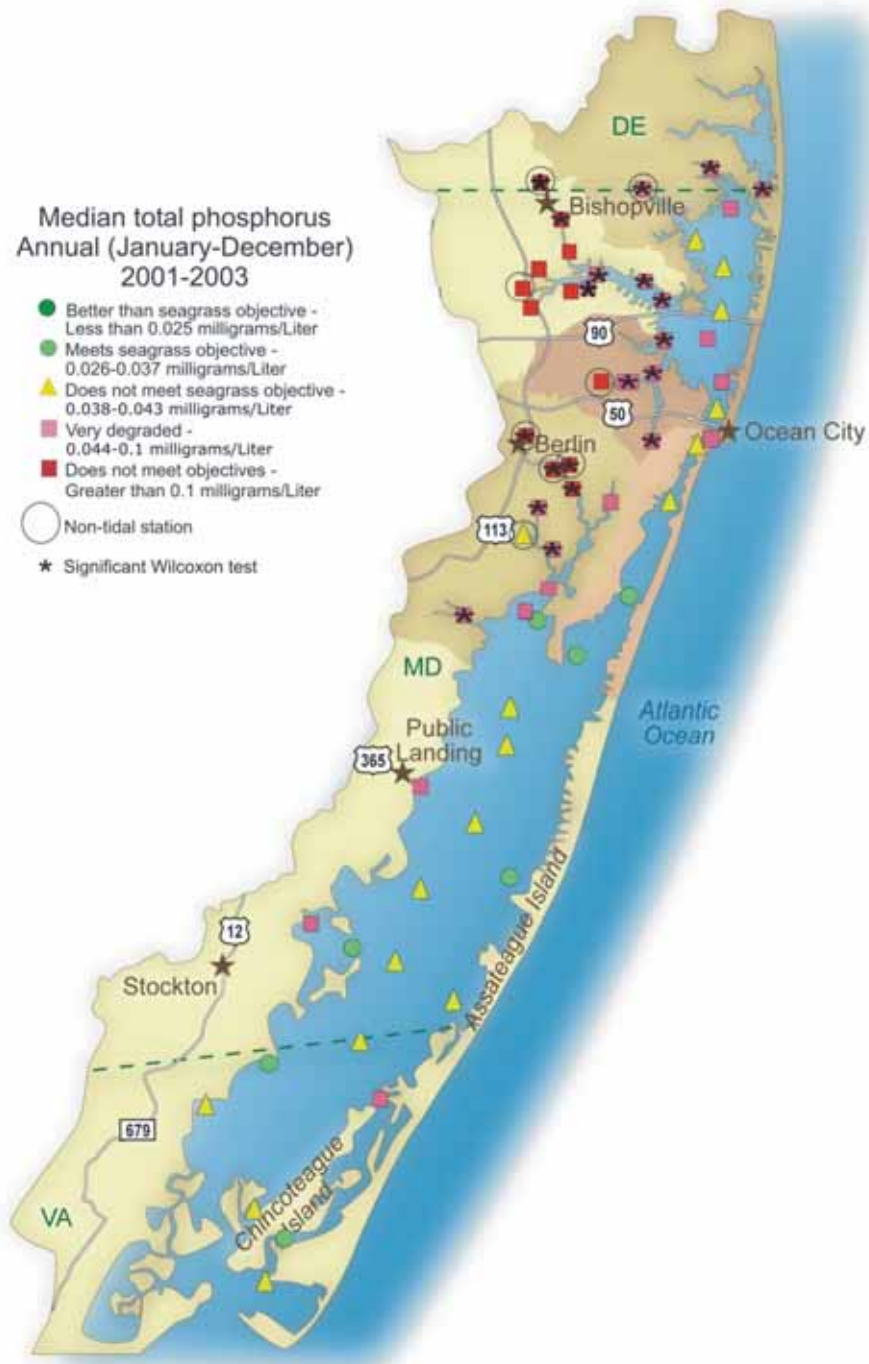 Median total phosphorus
Annual (January-December)
2001-2003
Better than seagrass objective -
Less than 0.025 milligrams/Liter
Meets seagrass objective -
0.026-0.037 milligrams/Liter
Does not meet seagrass objective -
0.038-0.043 milligrams/Liter
Very degraded -
0.044-0.1 milligrams/Liter
Does not meet objectives -
Greater than 0.1 milligrams/Liter
Non-tidal station
* Significant Wilcoxon test
DE
Bishopville
90
50
Ocean City
Berlin
113
MD
Atlantic
Ocean
Public
Landing
365
Assateague Island
12
Stockton
679
Chincoteague
Island
VA